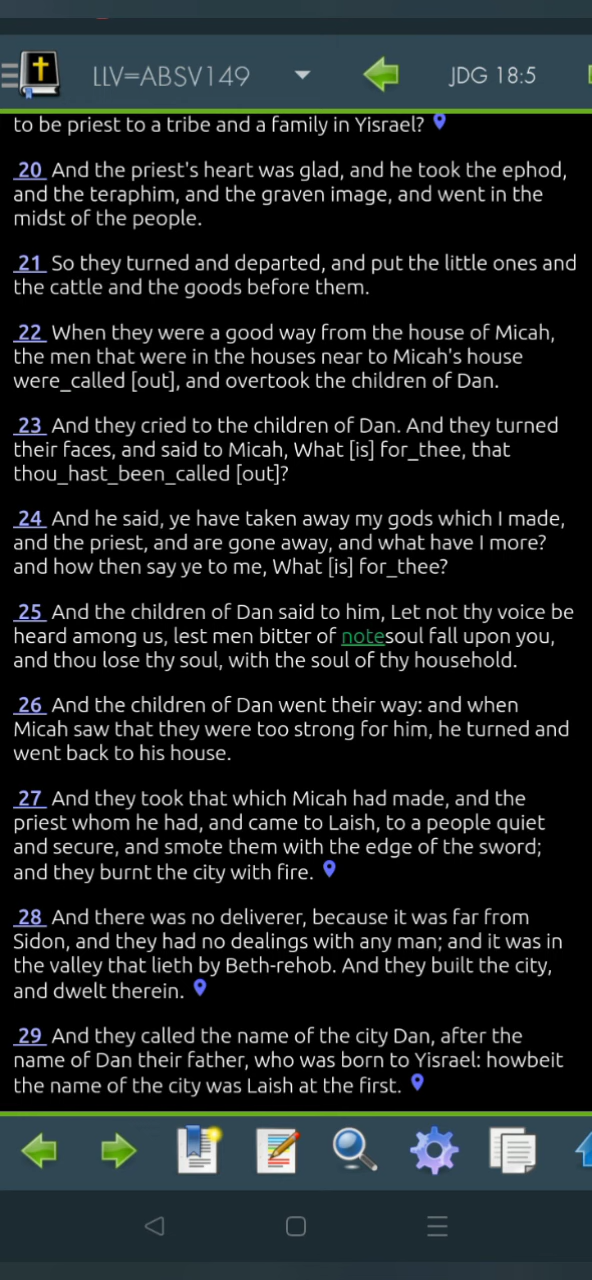 LLV=ABSV149
JDG 18:5
to be priest to a tribe and a family in Yisrael?
20 And the priest's heart was glad, and he took the ephod,
and the teraphim, and the graven image, and went in the
midst of the people.
21 So they turned and departed, and put the little ones and
the cattle and the goods before them.
22 When they were a good way from the house of Micah,
the men that were in the houses near to Micah's house
were_called [out], and overtook the children of Dan.
23 And they cried to the children of Dan. And they turned
their faces, and said to Micah, What [is] for_thee, that
thou_hast_been_called [out]?
24 And he said, ye have taken away my gods which I made,
and the priest, and are gone away, and what have I more?
and how then say ye to me, What [is] for_thee?
25 And the children of Dan said to him, Let not thy voice be
heard among us, lest men bitter of notesoul fall upon you,
and thou lose thy soul, with the soul of thy household.
26 And the children of Dan went their way: and when
Micah saw that they were too strong for him, he turned and
went back to his house.
27 And they took that which Micah had made, and the
priest whom he had, and came to Laish, to a people quiet
and secure, and smote them with the edge of the sword;
and they burnt the city with fire.
28 And there was no deliverer, because it was far from
Sidon, and they had no dealings with any man; and it was in
the valley that lieth by Beth-rehob. And they built the city,
and dwelt therein.
29 And they called the name of the city Dan, after the
name of Dan their father, who was born to Yisrael: howbeit
the name of the city was Laish at the first.